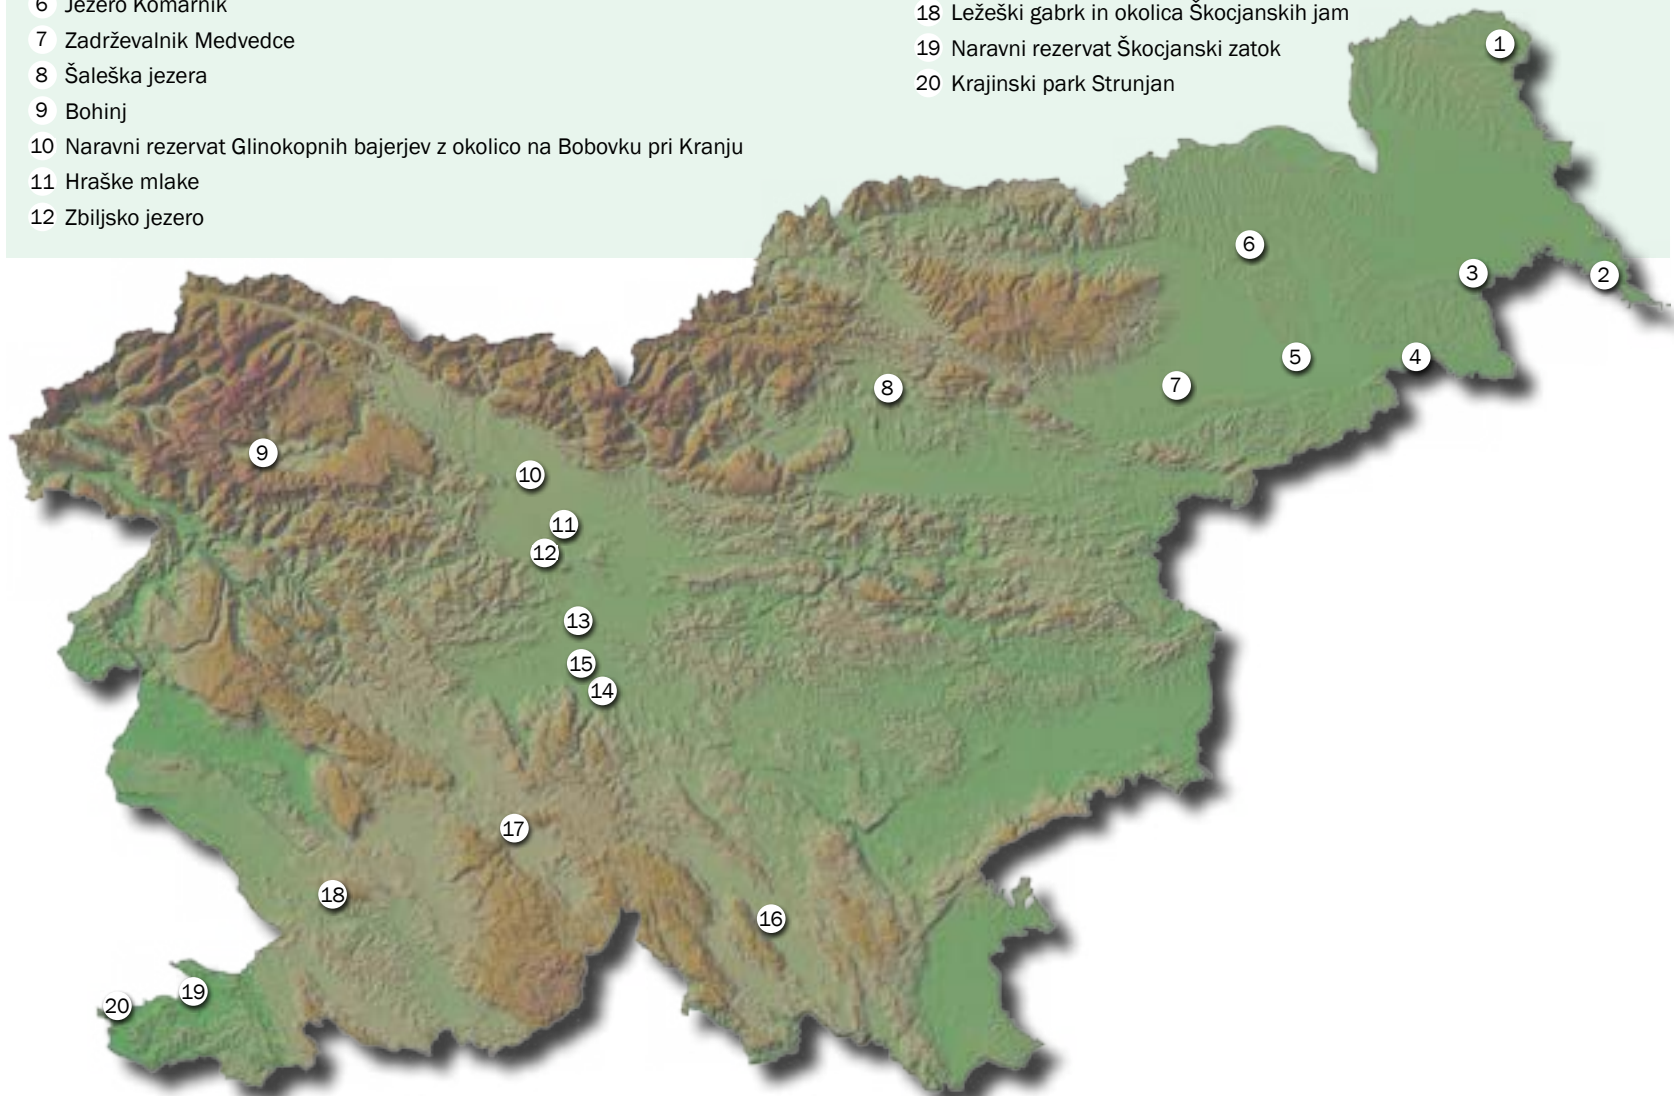 6 Jezero Komarnik
7 Zadrževalnik Medvedce
8 Šaleška jezera
9 Bohinj
10 Naravni rezervat Glinokopnih bajerjev z okolico na Bobovku pri Kranju
11 Hraške mlake
12 Zbiljsko jezero
18 Ležeški gabrk in okolica Škocjanskih jam
19 Naravni rezervat Škocjanski zatok
20 Krajinski park Strunjan
1
6
3
2
5
4
7
8
9
10
11
12
13
15
14
17
18
16
19
20